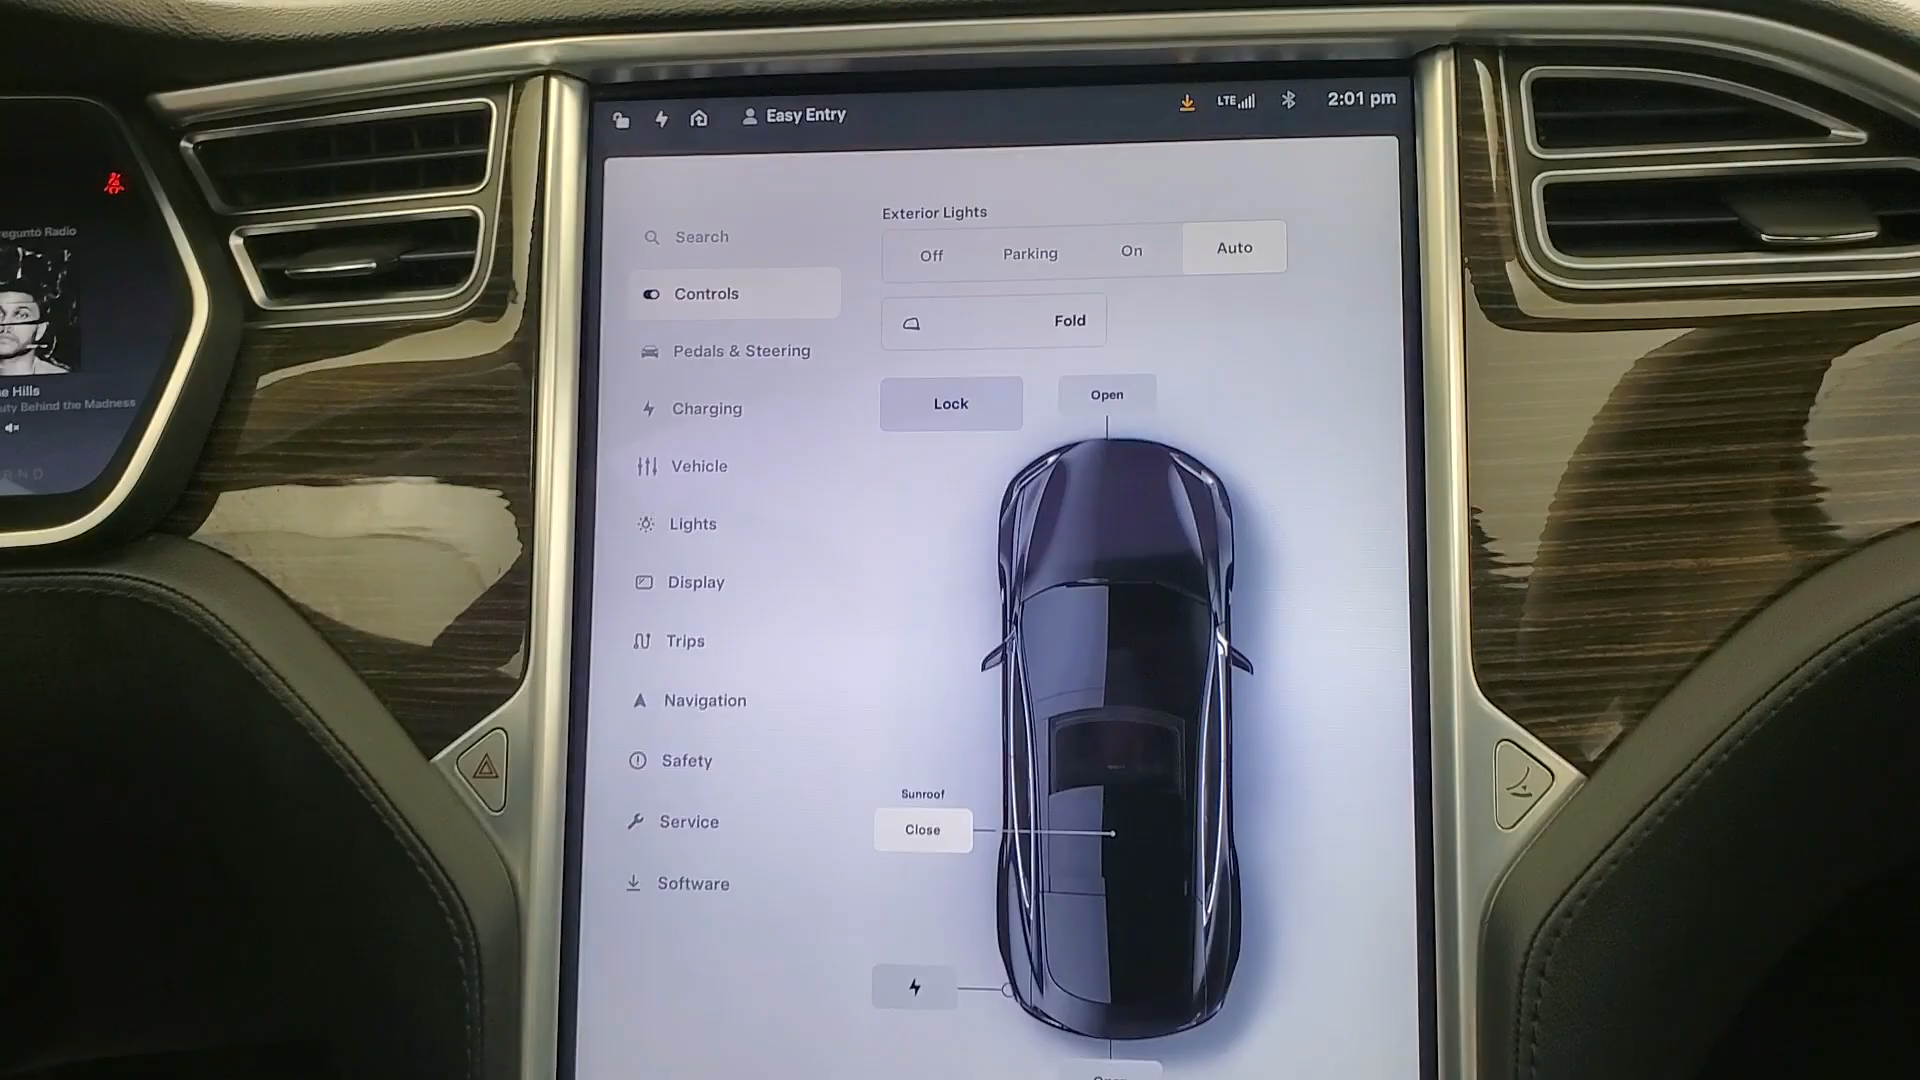 Easy Entry
LTE
2:01 pm
Radio
Hills
Behind the Madness
Search
Controls
Pedals & Steering
Charging
Vehicle
Lights
Display
Trips
Navigation
Safety
Service
Software
Exterior Lights
Off
Parking
On
Auto
Fold
Lock
Open
Sunroof
Close